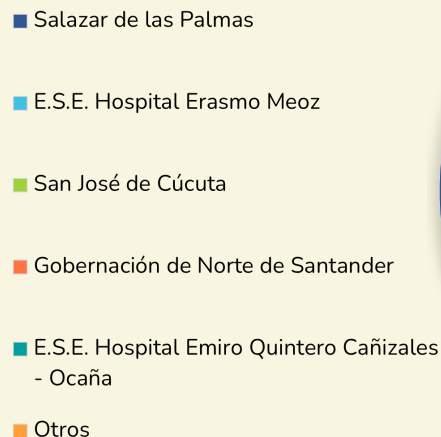 Salazar de las Palmas
E.S.E. Hospital Erasmo Meoz
San José de Cúcuta
Gobernación de Norte de Santander
E.S.E. Hospital Emiro Quintero Cañizales
- Ocaña
Otros